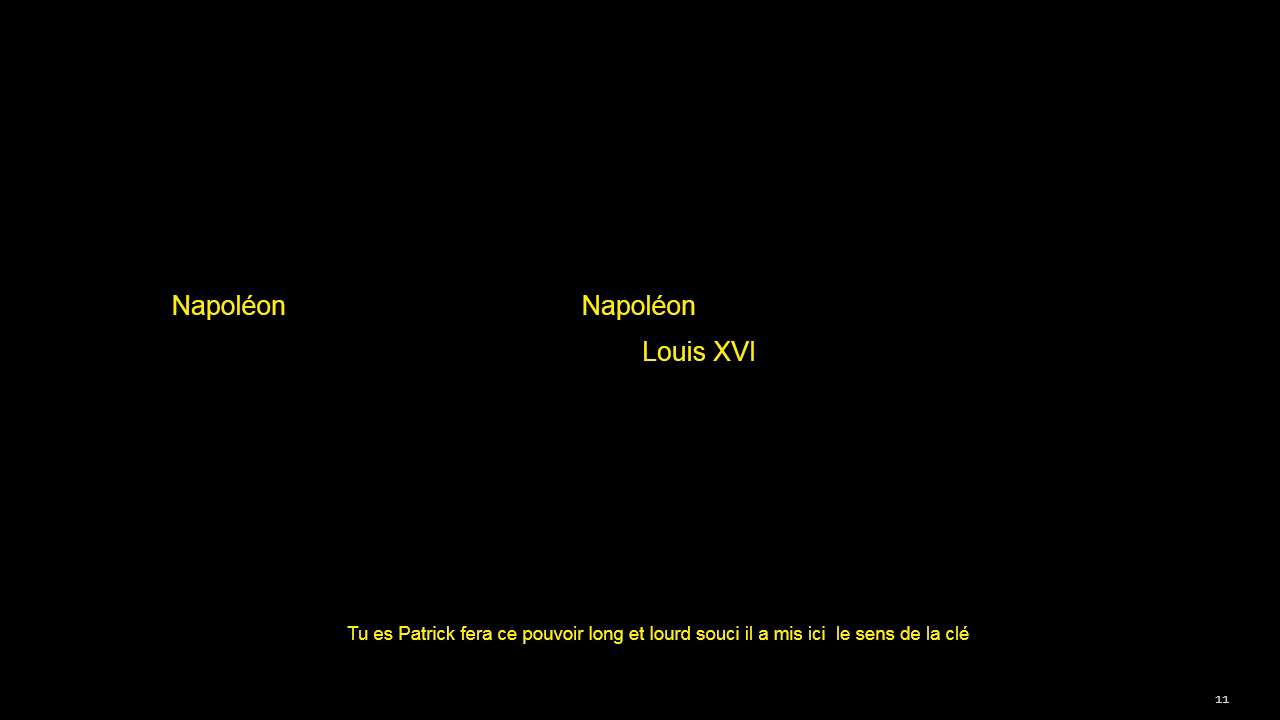 Napoléon Napoléon
Louis XVI
Tu es Patrick fera ce pouvoir long et lourd souci il a mis ici  le sens de la clé
11